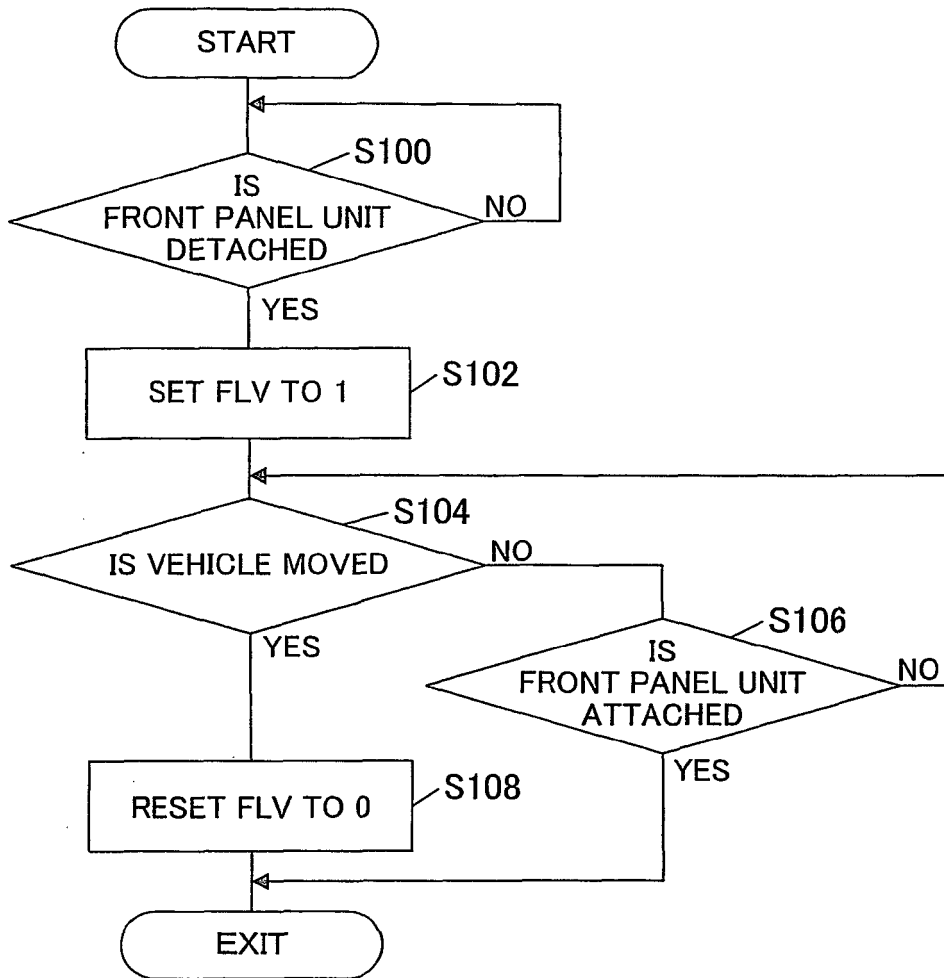 START
S100
IS
FRONT PANEL UNIT
DETACHED
NO
YES
SET FLV TO 1
S102
S104
IS VEHICLE MOVED
NO
YES
S106
IS
FRONT PANEL UNIT
ATTACHED
NO
YES
RESET FLV TO 0
S108
EXIT